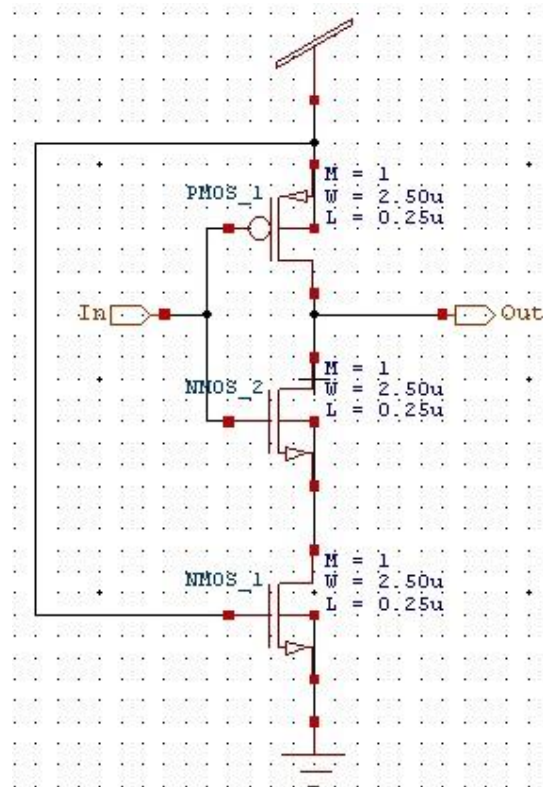 PMOS_1
M = 1
W = 2.50u
L = 0.25u
In
Out
NMOS_2
M = 1
W = 2.50u
L = 0.25u
NMOS_1
M = 1
W = 2.50u
L = 0.25u